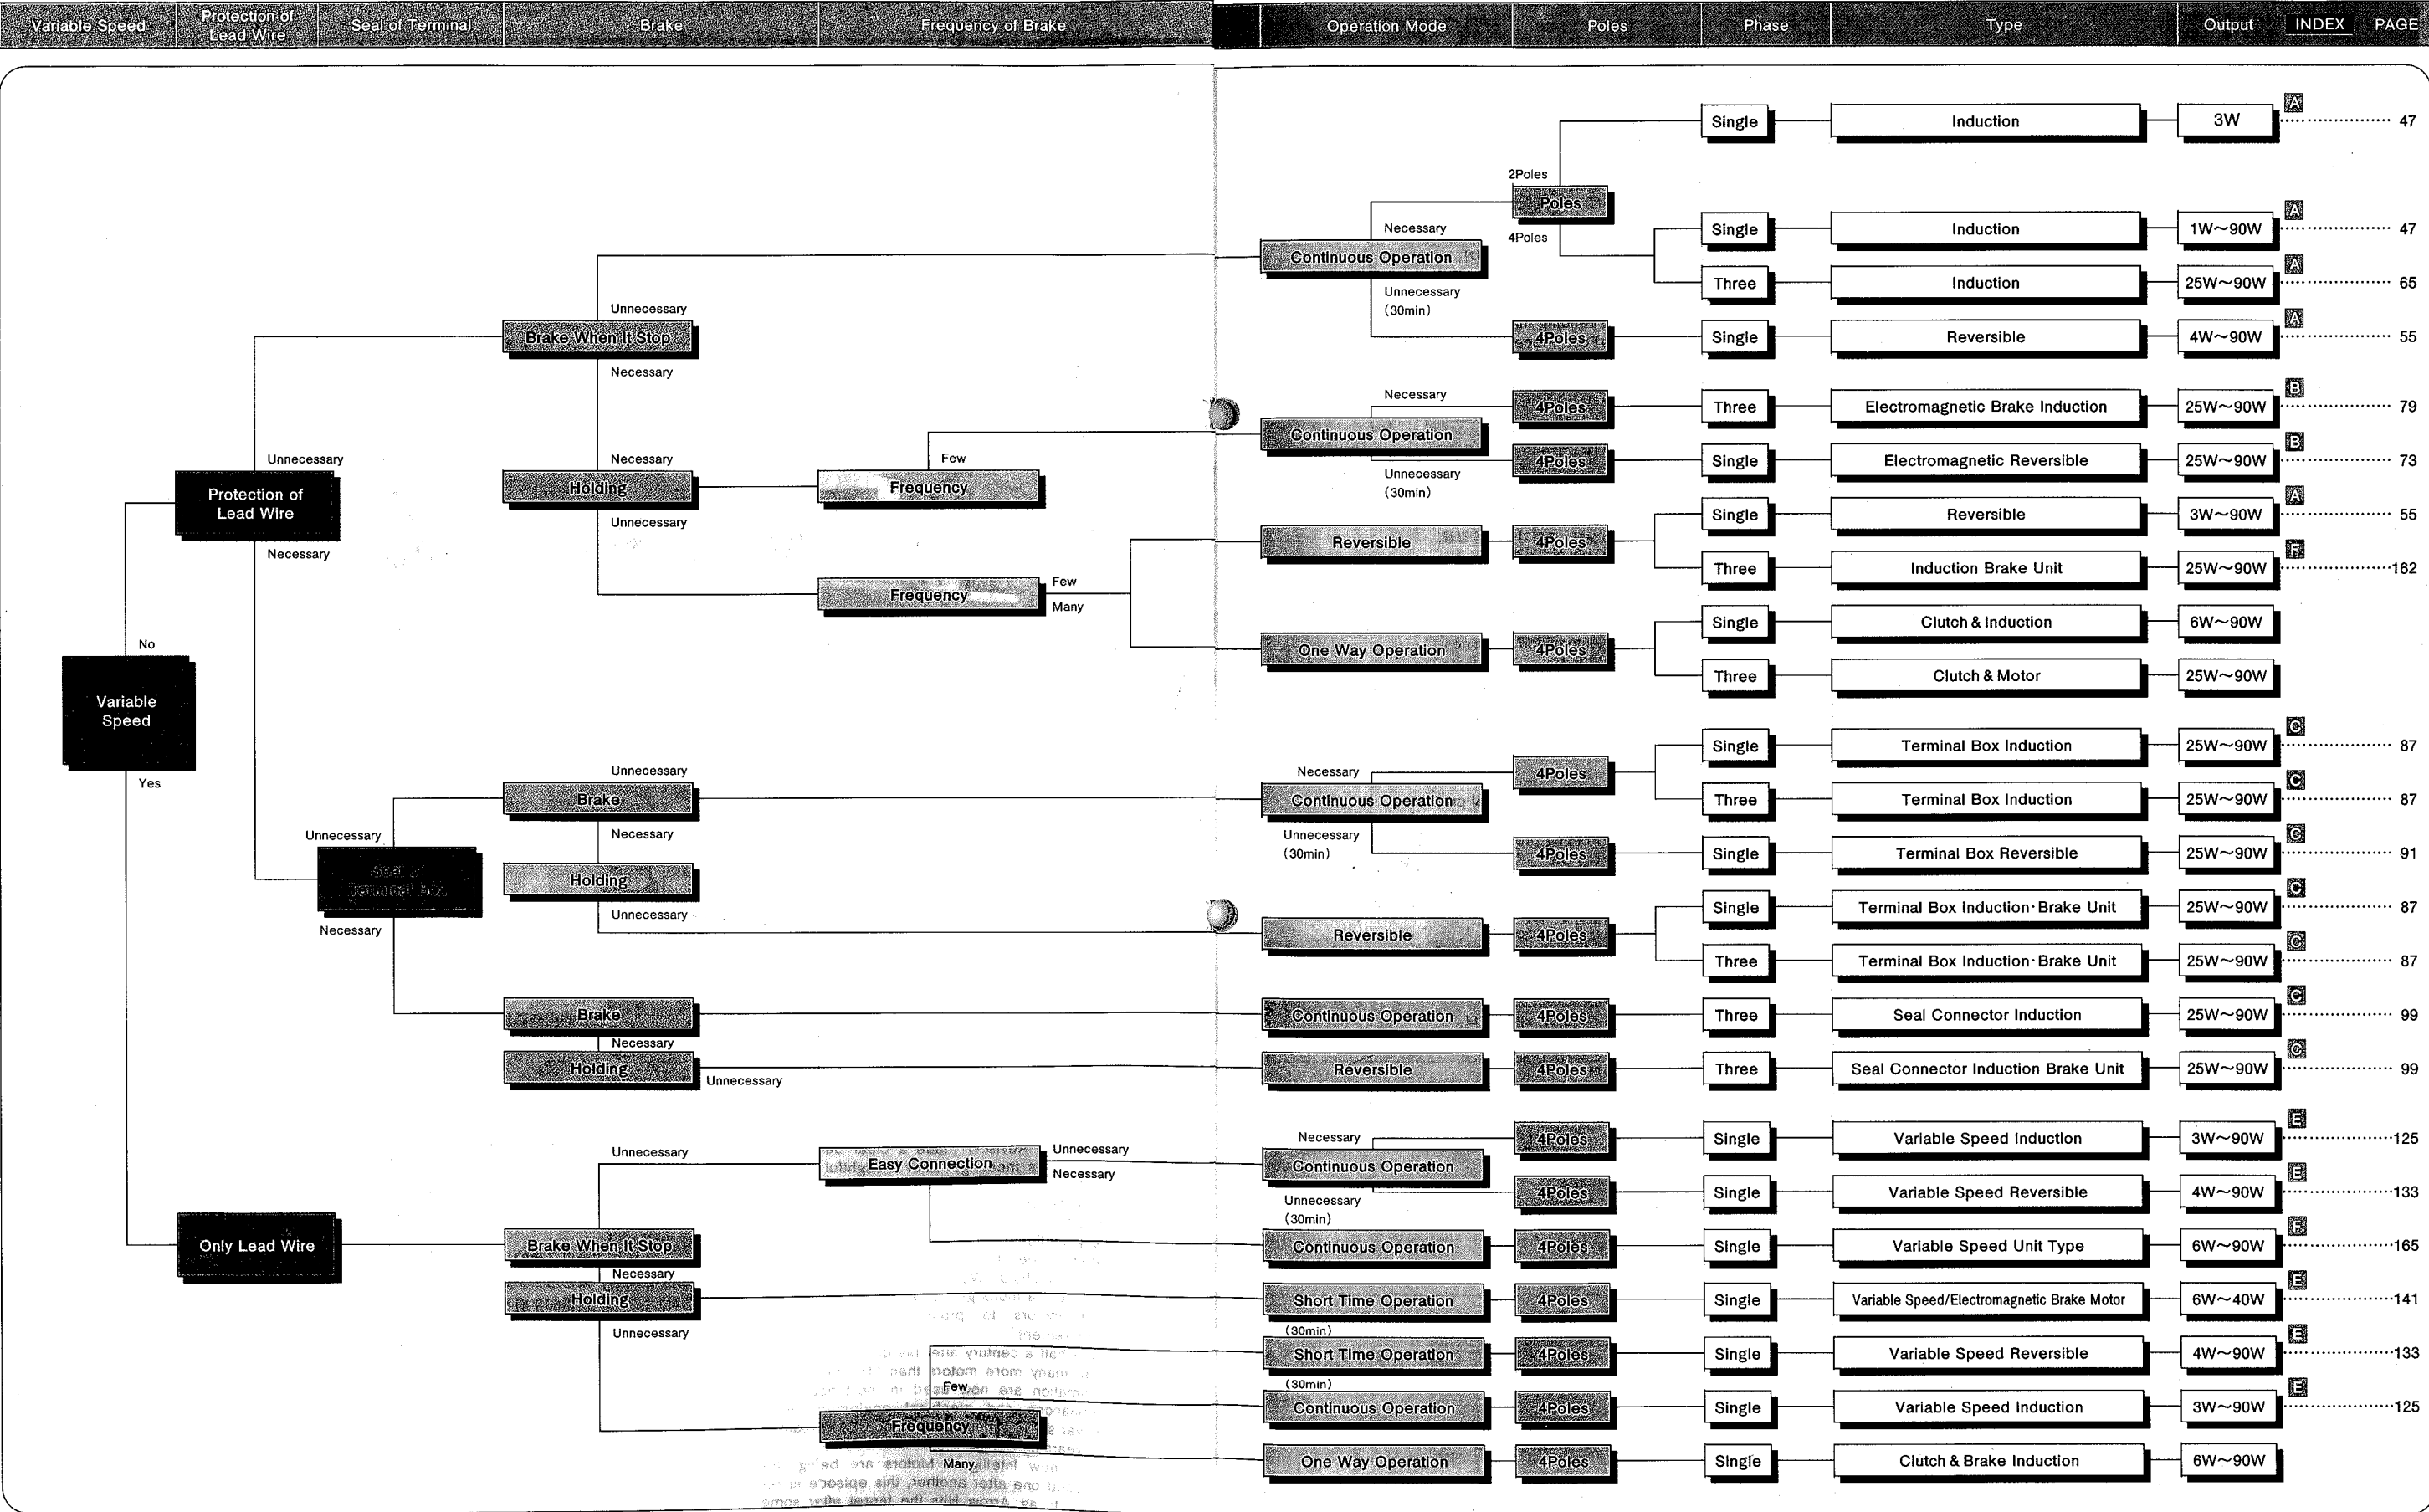 Variable Speed
Protection of
Lead Wire
Seal of Terminal
Brake
Frequency of Brake
Operation Mode
Poles
Phase
Type
Output
INDEX
PAGE
Single
Induction
3W
A
47
2Poles
Poles
4Poles
Necessary
Continuous Operation
Unnecessary
(30min)
Single
Induction
1W～90W
A
47
Three
Induction
25W～90W
A
65
Unnecessary
Brake When It Stop
Necessary
4Poles
Single
Reversible
4W～90W
A
55
Necessary
Continuous Operation
Unnecessary
(30min)
4Poles
Three
Electromagnetic Brake Induction
25W～90W
B
79
4Poles
Single
Electromagnetic Reversible
25W～90W
B
73
Unnecessary
Protection of
Lead Wire
Necessary
Necessary
Holding
Unnecessary
Few
Frequency
Reversible
4Poles
Single
Reversible
3W～90W
A
55
Three
Induction Brake Unit
25W～90W
F
162
Frequency
Few
Many
One Way Operation
4Poles
Single
Clutch & Induction
6W～90W
Three
Clutch & Motor
25W～90W
No
Variable
Speed
Yes
Unnecessary
Brake
Necessary
Necessary
Continuous Operation
Unnecessary
(30min)
4Poles
Single
Terminal Box Induction
25W～90W
C
87
Three
Terminal Box Induction
25W～90W
C
87
4Poles
Single
Terminal Box Reversible
25W～90W
C
91
Unnecessary
Seal
Terminal Box
Necessary
Holding
Unnecessary
Reversible
4Poles
Single
Terminal Box Induction·Brake Unit
25W～90W
C
87
Three
Terminal Box Induction·Brake Unit
25W～90W
C
87
Brake
Necessary
Continuous Operation
4Poles
Three
Seal Connector Induction
25W～90W
C
99
Holding
Unnecessary
Reversible
4Poles
Three
Seal Connector Induction Brake Unit
25W～90W
C
99
Unnecessary
Easy Connection
Unnecessary
Necessary
Necessary
Continuous Operation
Unnecessary
(30min)
4Poles
Single
Variable Speed Induction
3W～90W
E
125
4Poles
Single
Variable Speed Reversible
4W～90W
E
133
Only Lead Wire
Brake When It Stop
Necessary
Continuous Operation
4Poles
Single
Variable Speed Unit Type
6W～90W
F
165
Holding
Unnecessary
Short Time Operation
(30min)
4Poles
Single
Variable Speed/Electromagnetic Brake Motor
6W～40W
E
141
Short Time Operation
(30min)
4Poles
Single
Variable Speed Reversible
4W～90W
E
133
Few
Frequency
Many
Continuous Operation
4Poles
Single
Variable Speed Induction
3W～90W
E
125
One Way Operation
4Poles
Single
Clutch & Brake Induction
6W～90W